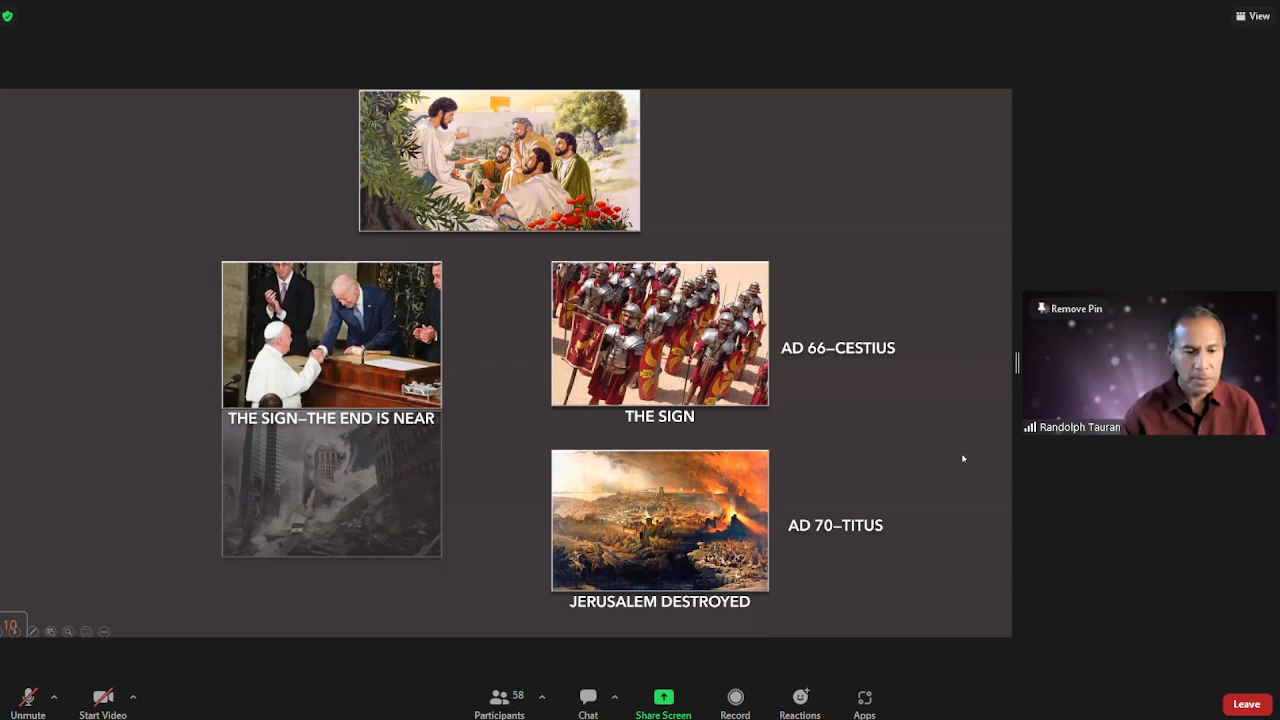 View
Remove Pin
Randolph Tauran
THE SIGN–THE END IS NEAR
THE SIGN
AD 66–CESTIUS
AD 70–TITUS
JERUSALEM DESTROYED
10
Unmute
Start Video
58
Participants
Chat
Share Screen
Record
Reactions
Apps
Leave